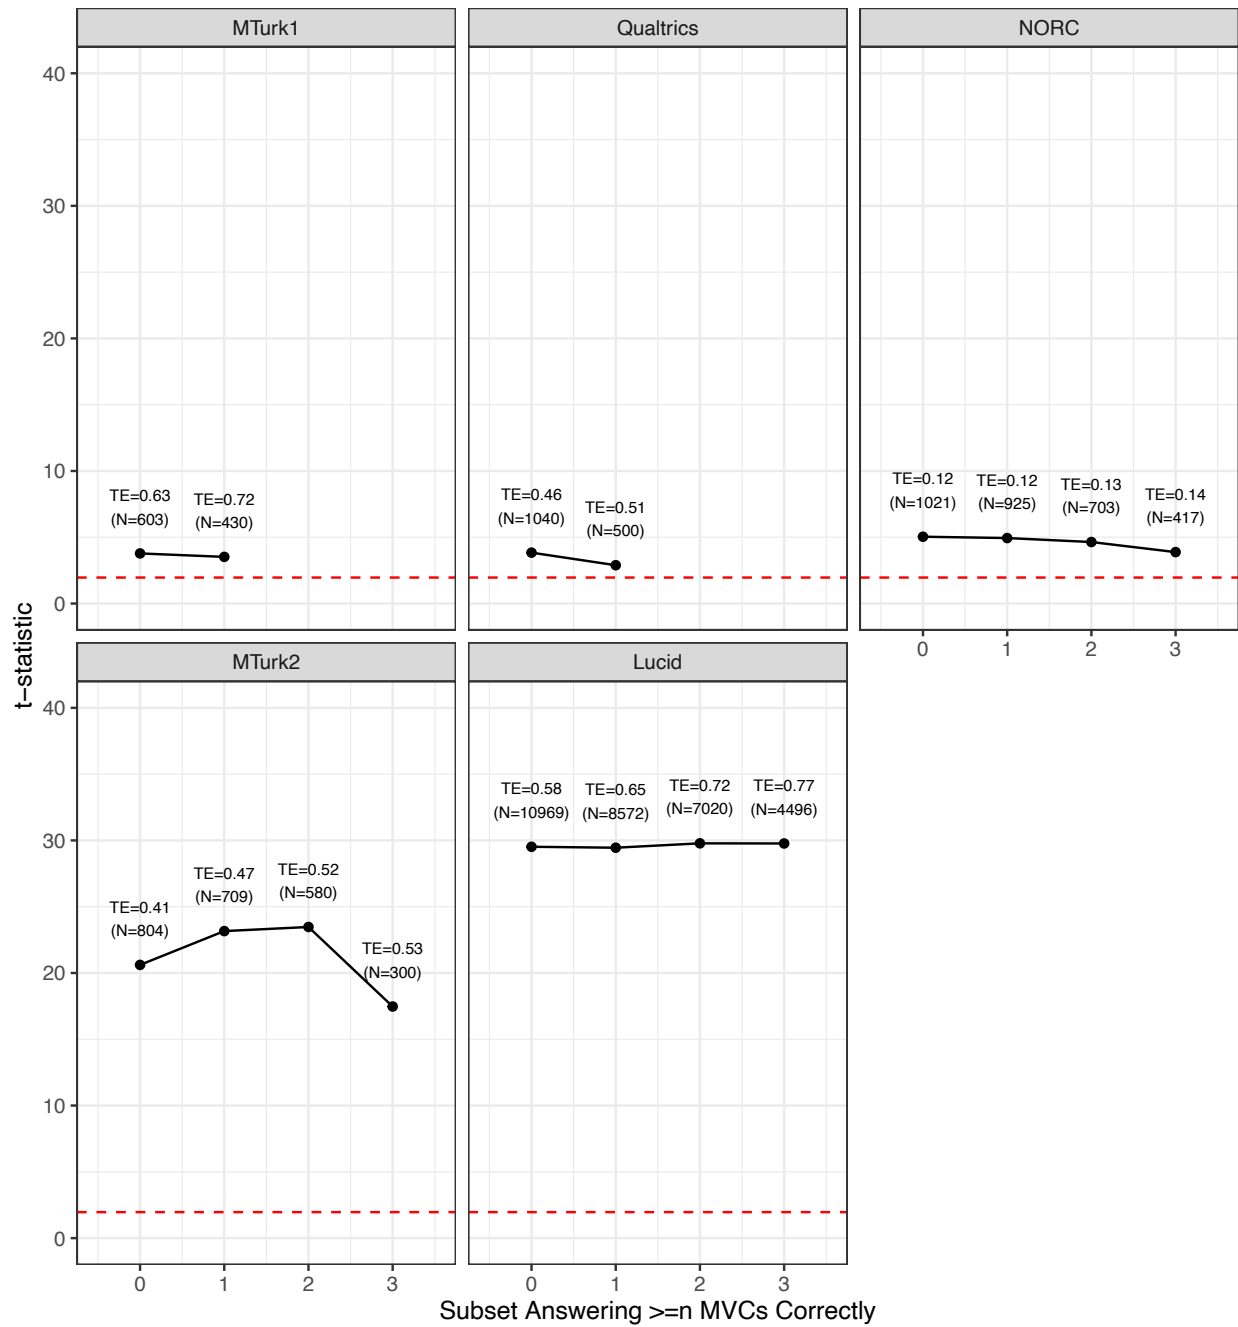 MTurk1
Qualtrics
NORC
40
30
20
10
0
TE=0.63
(N=603)
TE=0.72
(N=430)
TE=0.46
(N=1040)
TE=0.51
(N=500)
TE=0.12
(N=1021)
TE=0.12
(N=925)
TE=0.13
(N=703)
TE=0.14
(N=417)
0 1 2 3
t−statistic
MTurk2
Lucid
40
30
20
10
0
TE=0.41
(N=804)
TE=0.47
(N=709)
TE=0.52
(N=580)
TE=0.53
(N=300)
TE=0.58
(N=10969)
TE=0.65
(N=8572)
TE=0.72
(N=7020)
TE=0.77
(N=4496)
0 1 2 3
0 1 2 3
Subset Answering >=n MVCs Correctly